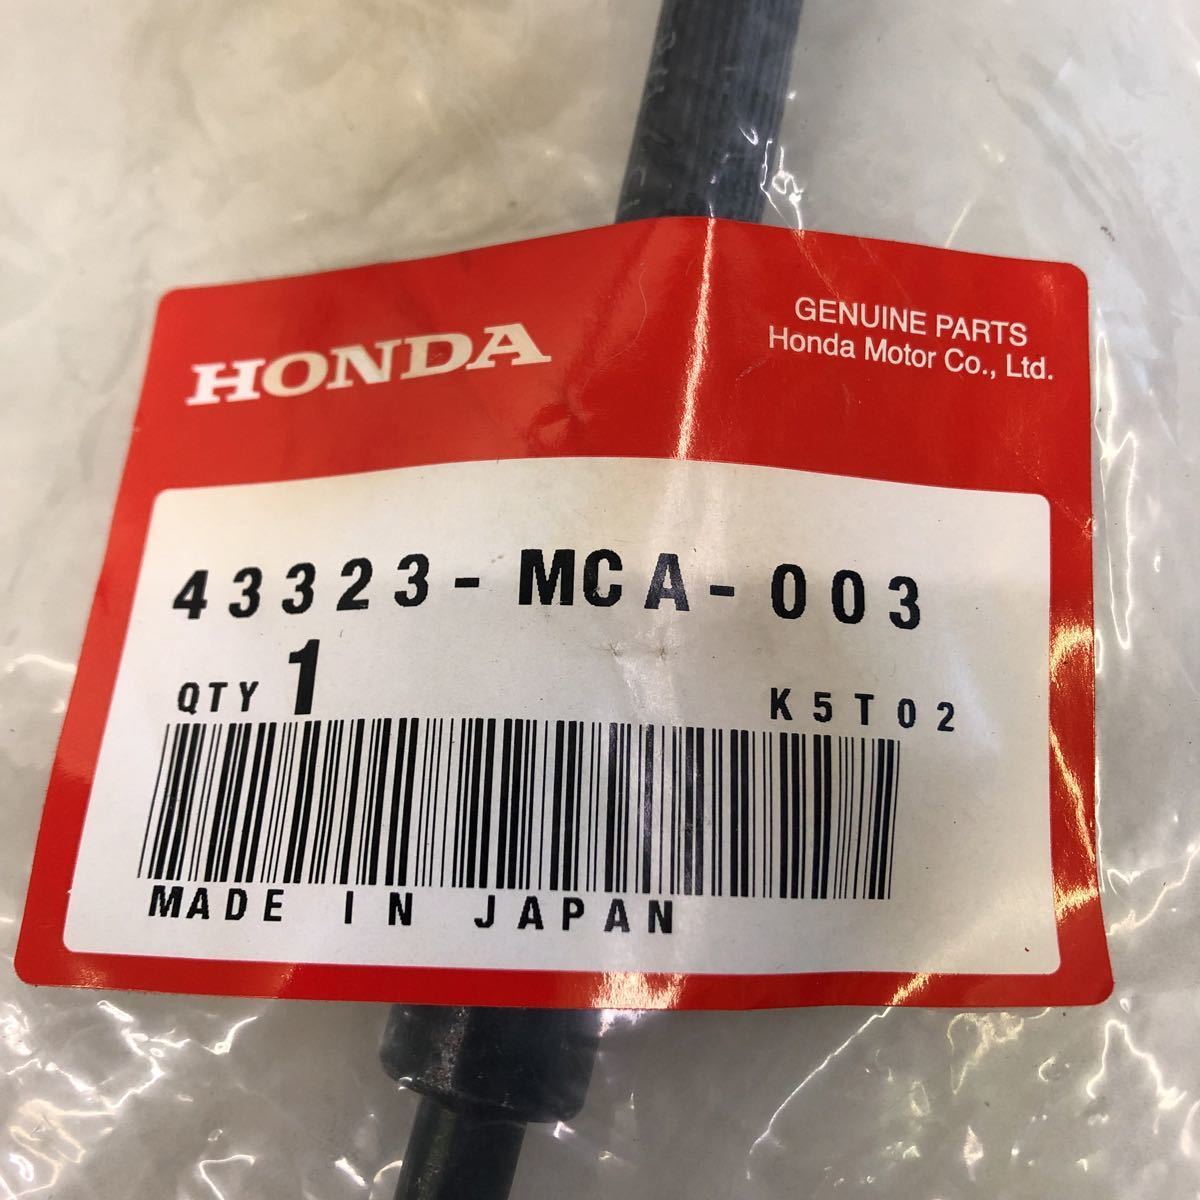 HONDA
GENUINE PARTS
Honda Motor Co., Ltd.
43323-MCA-003
QTY 1
K5T02
MADE IN JAPAN